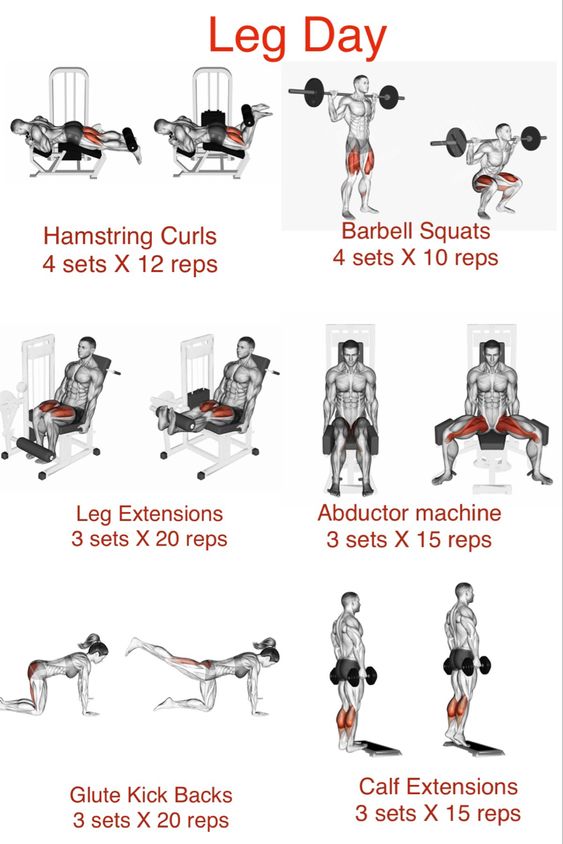 Leg Day
Hamstring Curls
4 sets X 12 reps
Barbell Squats
4 sets X 10 reps
Leg Extensions
3 sets X 20 reps
Abductor machine
3 sets X 15 reps
Glute Kick Backs
3 sets X 20 reps
Calf Extensions
3 sets X 15 reps